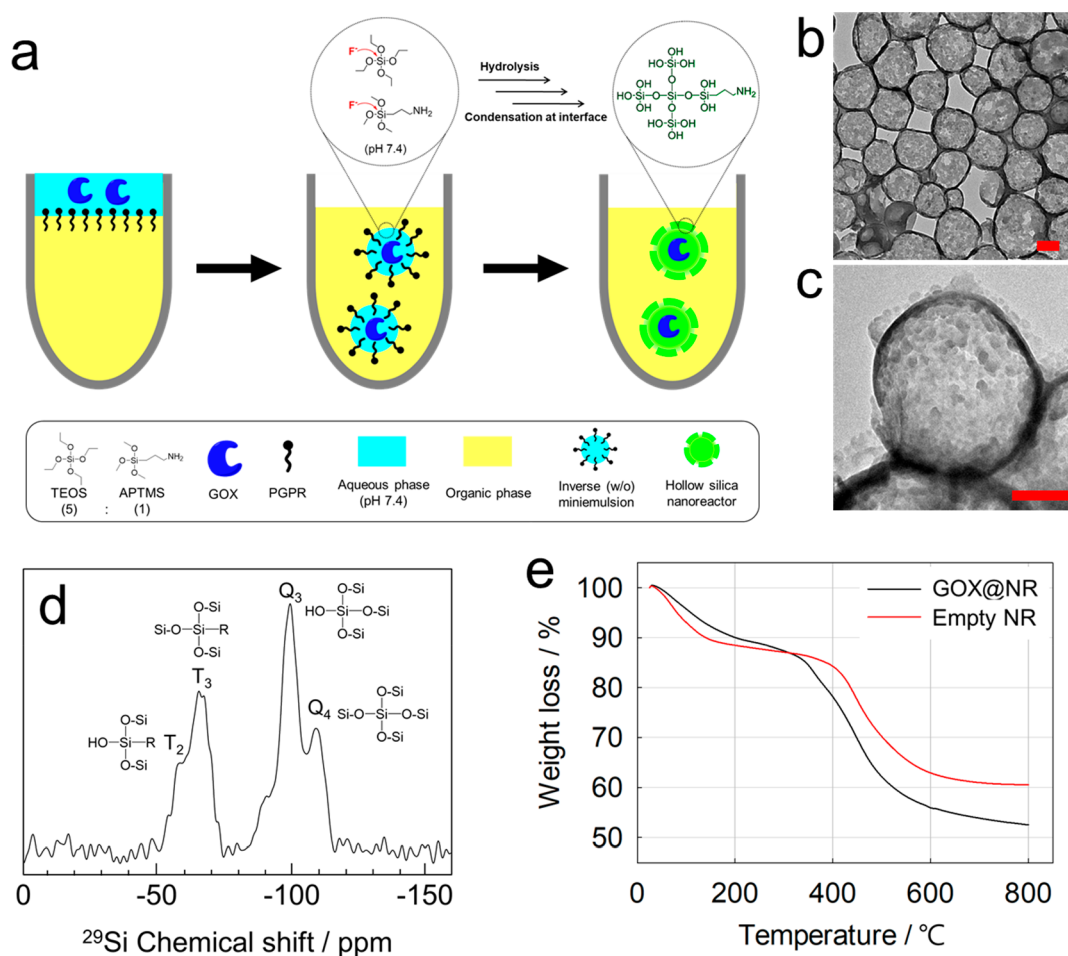 a
F⁻
O
O
Si
O
O
F⁻
O
O
Si
NH₂
O
(pH 7.4)
Hydrolysis
Condensation at interface
OH
HO-Si-OH
OH
O
OH
HO-Si-O-Si-O-Si
NH₂
OH
O
OH
HO-Si-OH
OH
TEOS
(5)
:
APTMS
(1)
GOX
PGPR
Aqueous phase
(pH 7.4)
Organic phase
Inverse (w/o)
miniemulsion
Hollow silica
nanoreactor
b
c
d
O-Si
HO-Si-R
O-Si
T₂
O-Si
Si-O-Si-R
O-Si
T₃
Q₃
O-Si
HO-Si-O-Si
O-Si
Q₄
O-Si
Si-O-Si-O-Si
O-Si
0
-50
-100
-150
²⁹Si Chemical shift / ppm
e
GOX@NR
Empty NR
100
90
80
70
60
50
Weight loss / %
0
200
400
600
800
Temperature / ℃